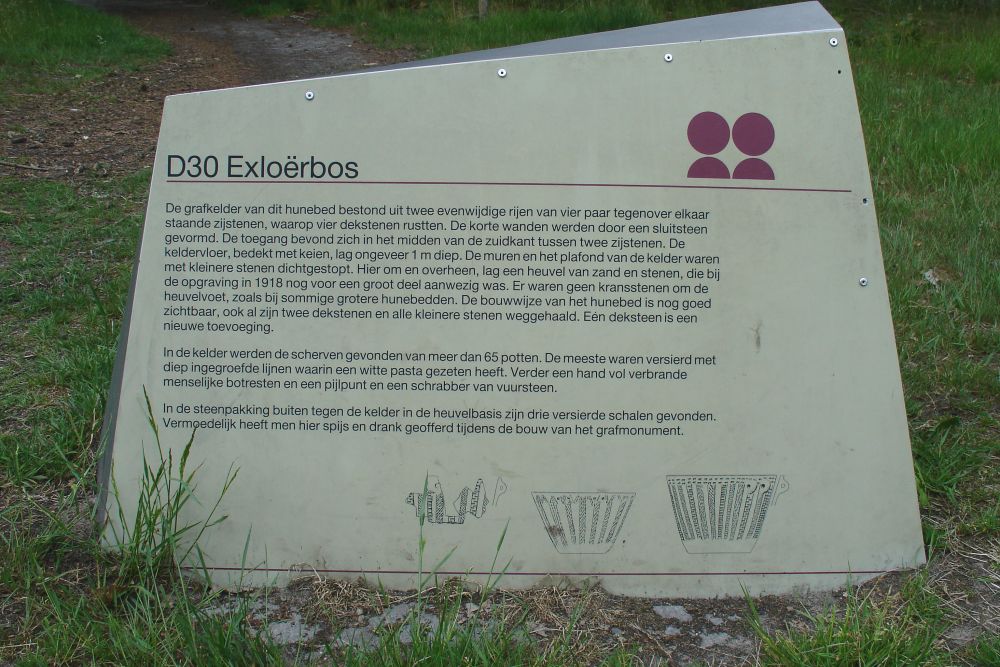 D30 Exloërbos
De grafkelder van dit hunebed bestond uit twee evenwijdige rijen van vier paar tegenover elkaar
staande zijstenen, waarop vier dekstenen rustten. De korte wanden werden door een sluitsteen
gevormd. De toegang bevond zich in het midden van de zuidkant tussen twee zijstenen. De
keldervloer, bedekt met keien, lag ongeveer 1 m diep. De muren en het plafond van de kelder waren
met kleinere stenen dichtgestopt. Hier om en overheen, lag een heuvel van zand en stenen, die bij
de opgraving in 1918 nog voor een groot deel aanwezig was. Er waren geen kransstenen om de
heuvelvoet, zoals bij sommige grotere hunebedden. De bouwwijze van het hunebed is nog goed
zichtbaar, ook al zijn twee dekstenen en alle kleinere stenen weggehaald. Eén deksteen is een
nieuwe toevoeging.
In de kelder werden de scherven gevonden van meer dan 65 potten. De meeste waren versierd met
diep ingegroefde lijnen waarin een witte pasta gezeten heeft. Verder een hand vol verbrande
menselijke botresten en een pijlpunt en een schrabber van vuursteen.
In de steenpakking buiten tegen de kelder in de heuvelbasis zijn drie versierde schalen gevonden.
Vermoedelijk heeft men hier spijs en drank geofferd tijdens de bouw van het grafmonument.